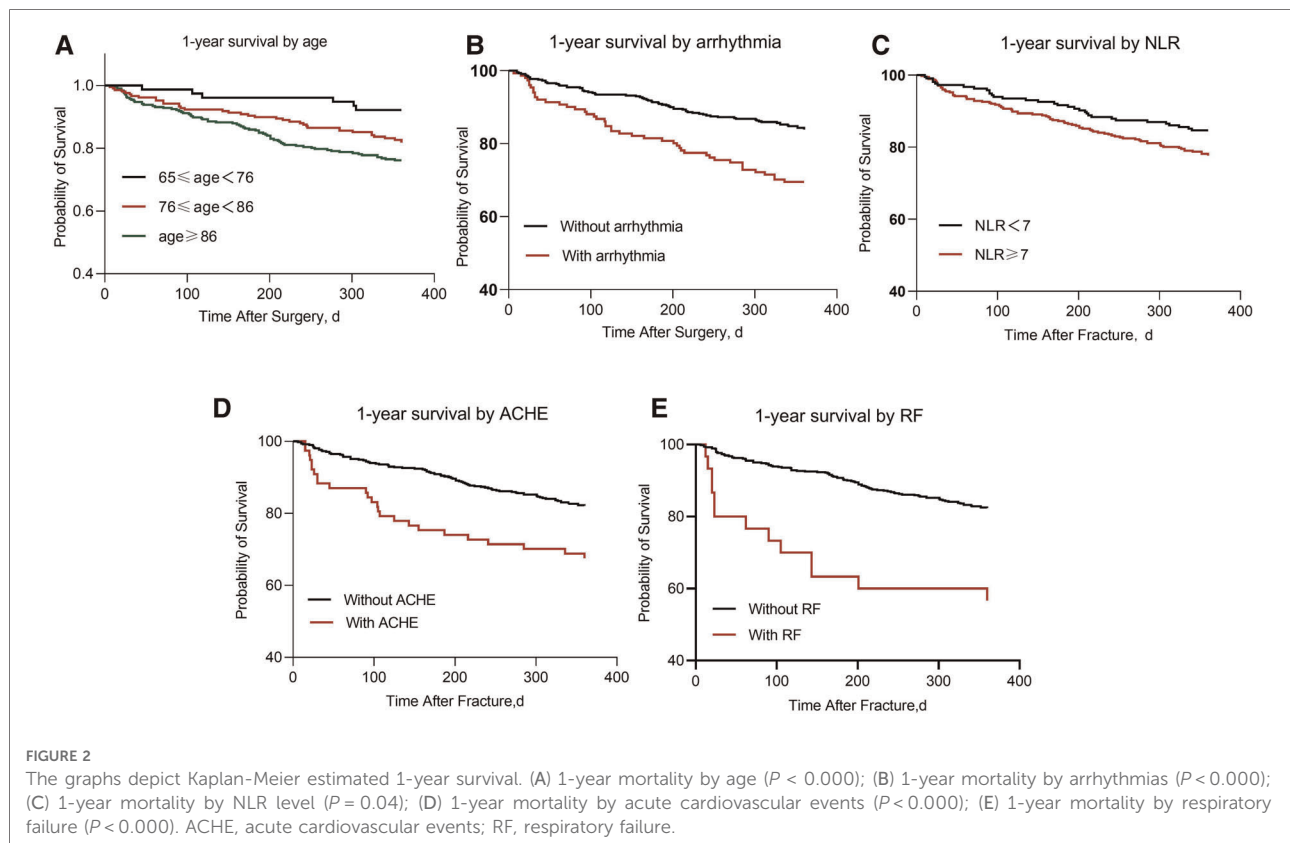 A
1-year survival by age
Probability of Survival
1.0
0.8
0.6
0.4
65≤ age<76
76≤ age<86
age≥86
0
100
200
300
400
Time After Surgery, d
B
1-year survival by arrhythmia
Probability of Survival
100
80
60
40
Without arrhythmia
With arrhythmia
0
100
200
300
400
Time After Surgery, d
C
1-year survival by NLR
Probability of Survival
100
80
60
40
NLR<7
NLR≥7
0
100
200
300
400
Time After Fracture, d
D
1-year survival by ACHE
Probability of Survival
100
80
60
40
Without ACHE
With ACHE
0
100
200
300
400
Time After Fracture,d
E
1-year survival by RF
Probability of Survival
100
80
60
40
Without RF
With RF
0
100
200
300
400
Time After Fracture,d
FIGURE 2
The graphs depict Kaplan-Meier estimated 1-year survival. (A) 1-year mortality by age (P < 0.000); (B) 1-year mortality by arrhythmias (P < 0.000);
(C) 1-year mortality by NLR level (P = 0.04); (D) 1-year mortality by acute cardiovascular events (P < 0.000); (E) 1-year mortality by respiratory
failure (P < 0.000). ACHE, acute cardiovascular events; RF, respiratory failure.